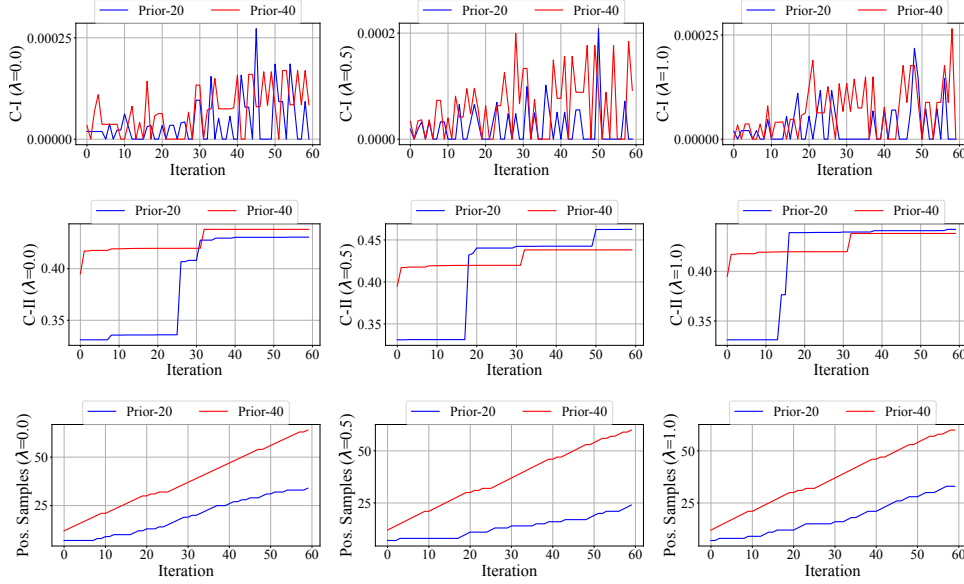 Prior-20 Prior-40
C-I (λ=0.0)
0.00025
0.00000
0 10 20 30 40 50 60
Iteration
Prior-20 Prior-40
C-I (λ=0.5)
0.0002
0.0000
0 10 20 30 40 50 60
Iteration
Prior-20 Prior-40
C-I (λ=1.0)
0.00025
0.00000
0 10 20 30 40 50 60
Iteration
Prior-20 Prior-40
C-II (λ=0.0)
0.40
0.35
0 10 20 30 40 50 60
Iteration
Prior-20 Prior-40
C-II (λ=0.5)
0.45
0.40
0.35
0 10 20 30 40 50 60
Iteration
Prior-20 Prior-40
C-II (λ=1.0)
0.40
0.35
0 10 20 30 40 50 60
Iteration
Prior-20 Prior-40
Pos. Samples (λ=0.0)
50
25
0 10 20 30 40 50 60
Iteration
Prior-20 Prior-40
Pos. Samples (λ=0.5)
50
25
0 10 20 30 40 50 60
Iteration
Prior-20 Prior-40
Pos. Samples (λ=1.0)
50
25
0 10 20 30 40 50 60
Iteration